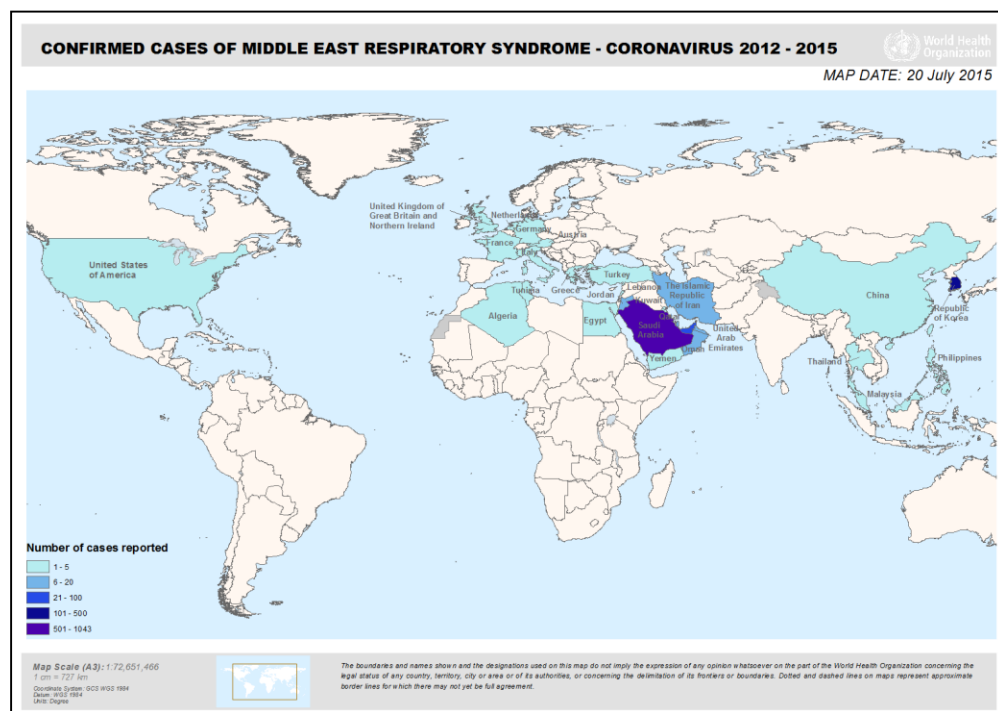 CONFIRMED CASES OF MIDDLE EAST RESPIRATORY SYNDROME - CORONAVIRUS 2012 - 2015
World Health
Organization
MAP DATE: 20 July 2015
United Kingdom of
Great Britain and
Northern Ireland
Netherlands
Germany
Austria
France
Italy
United States
of America
Turkey
Tunisia
Greece
Lebanon
Jordan
Kuwait
The Islamic
Republic
of Iran
China
Republic
of Korea
Algeria
Egypt
Qatar
Saudi
Arabia
United
Arab
Emirates
Oman
Yemen
Thailand
Philippines
Malaysia
Number of cases reported
1 - 5
6 - 20
21 - 100
101 - 500
501 - 1043
Map Scale (A3): 1:72,651,466
1 cm = 727 km
Coordinate System: GCS WGS 1984
Datum: WGS 1984
Units: Degree
The boundaries and names shown and the designations used on this map do not imply the expression of any opinion whatsoever on the part of the World Health Organization concerning the
legal status of any country, territory, city or area or of its authorities, or concerning the delimitation of its frontiers or boundaries. Dotted and dashed lines on maps represent approximate
border lines for which there may not yet be full agreement.